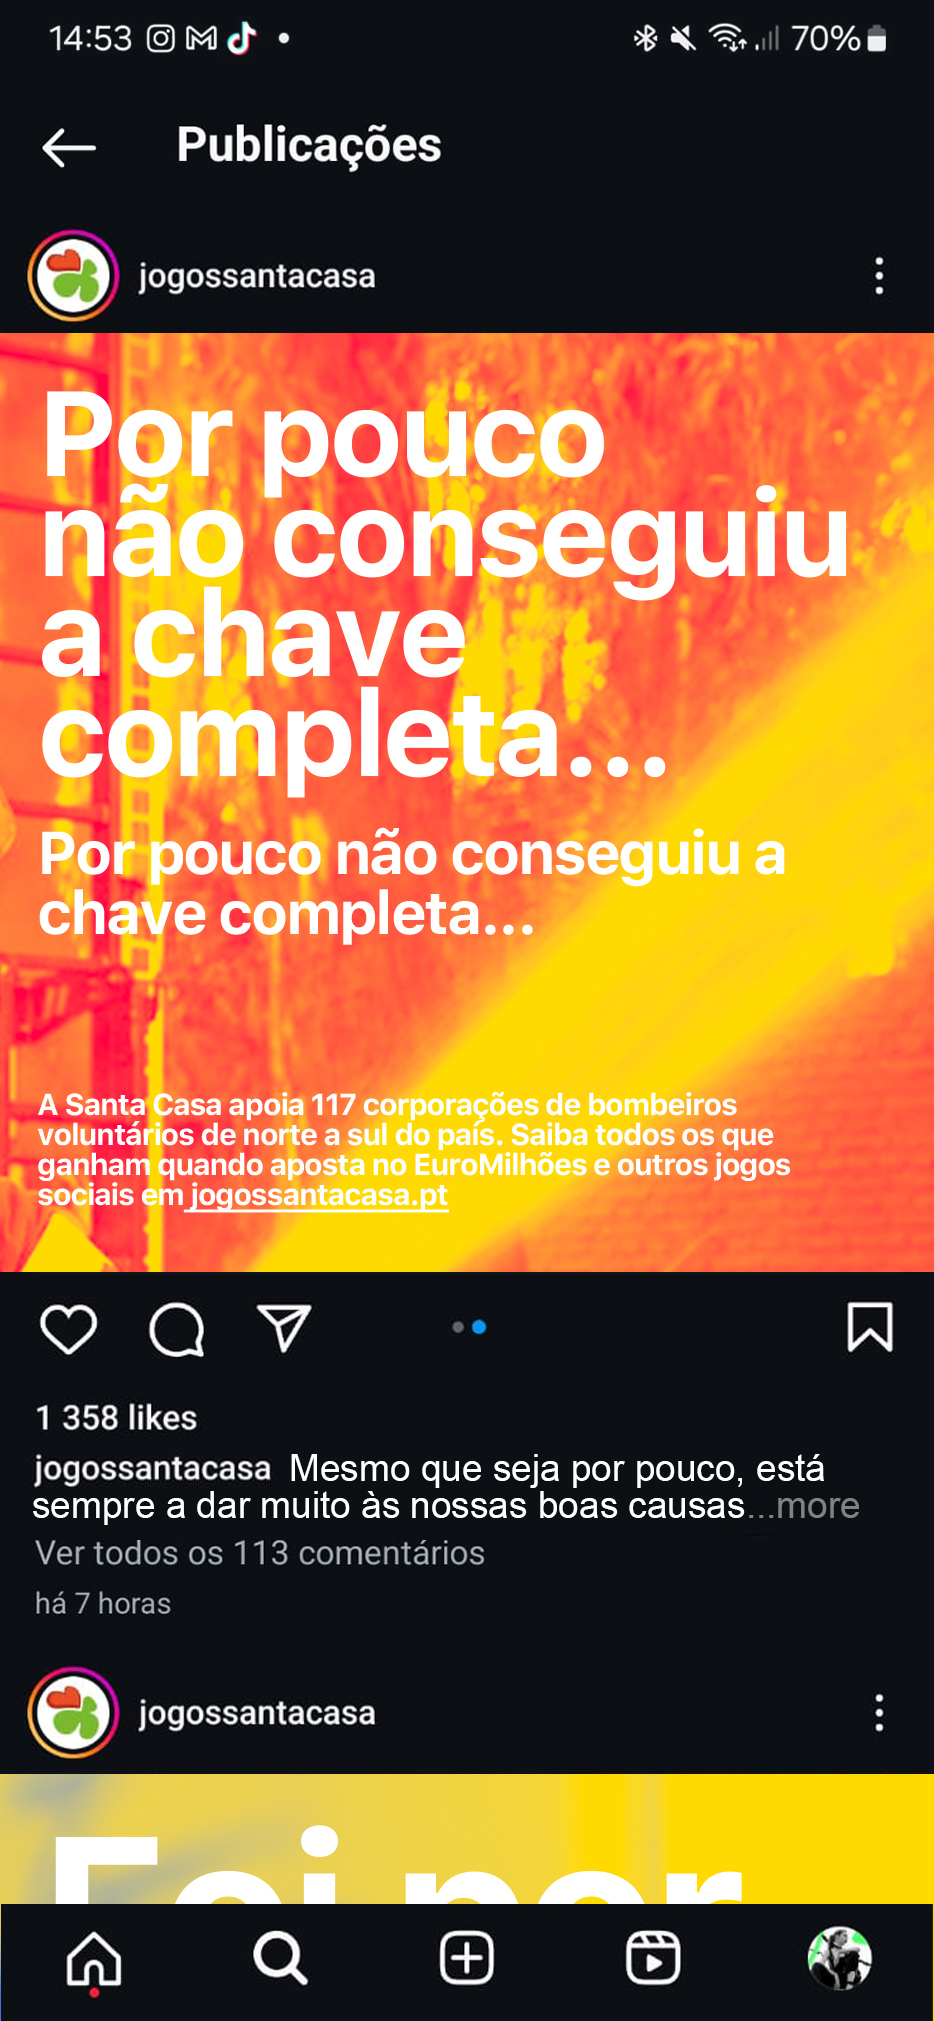 14:53
70%
Publicações
jogossantacasa
Por pouco
não conseguiu
a chave
completa...
Por pouco não conseguiu a
chave completa...
A Santa Casa apoia 117 corporações de bombeiros
voluntários de norte a sul do país. Saiba todos os que
ganham quando aposta no EuroMilhões e outros jogos
sociais em jogossantacasa.pt
1 358 likes
jogossantacasa Mesmo que seja por pouco, está
sempre a dar muito às nossas boas causas...more
Ver todos os 113 comentários
há 7 horas
jogossantacasa
Foi por